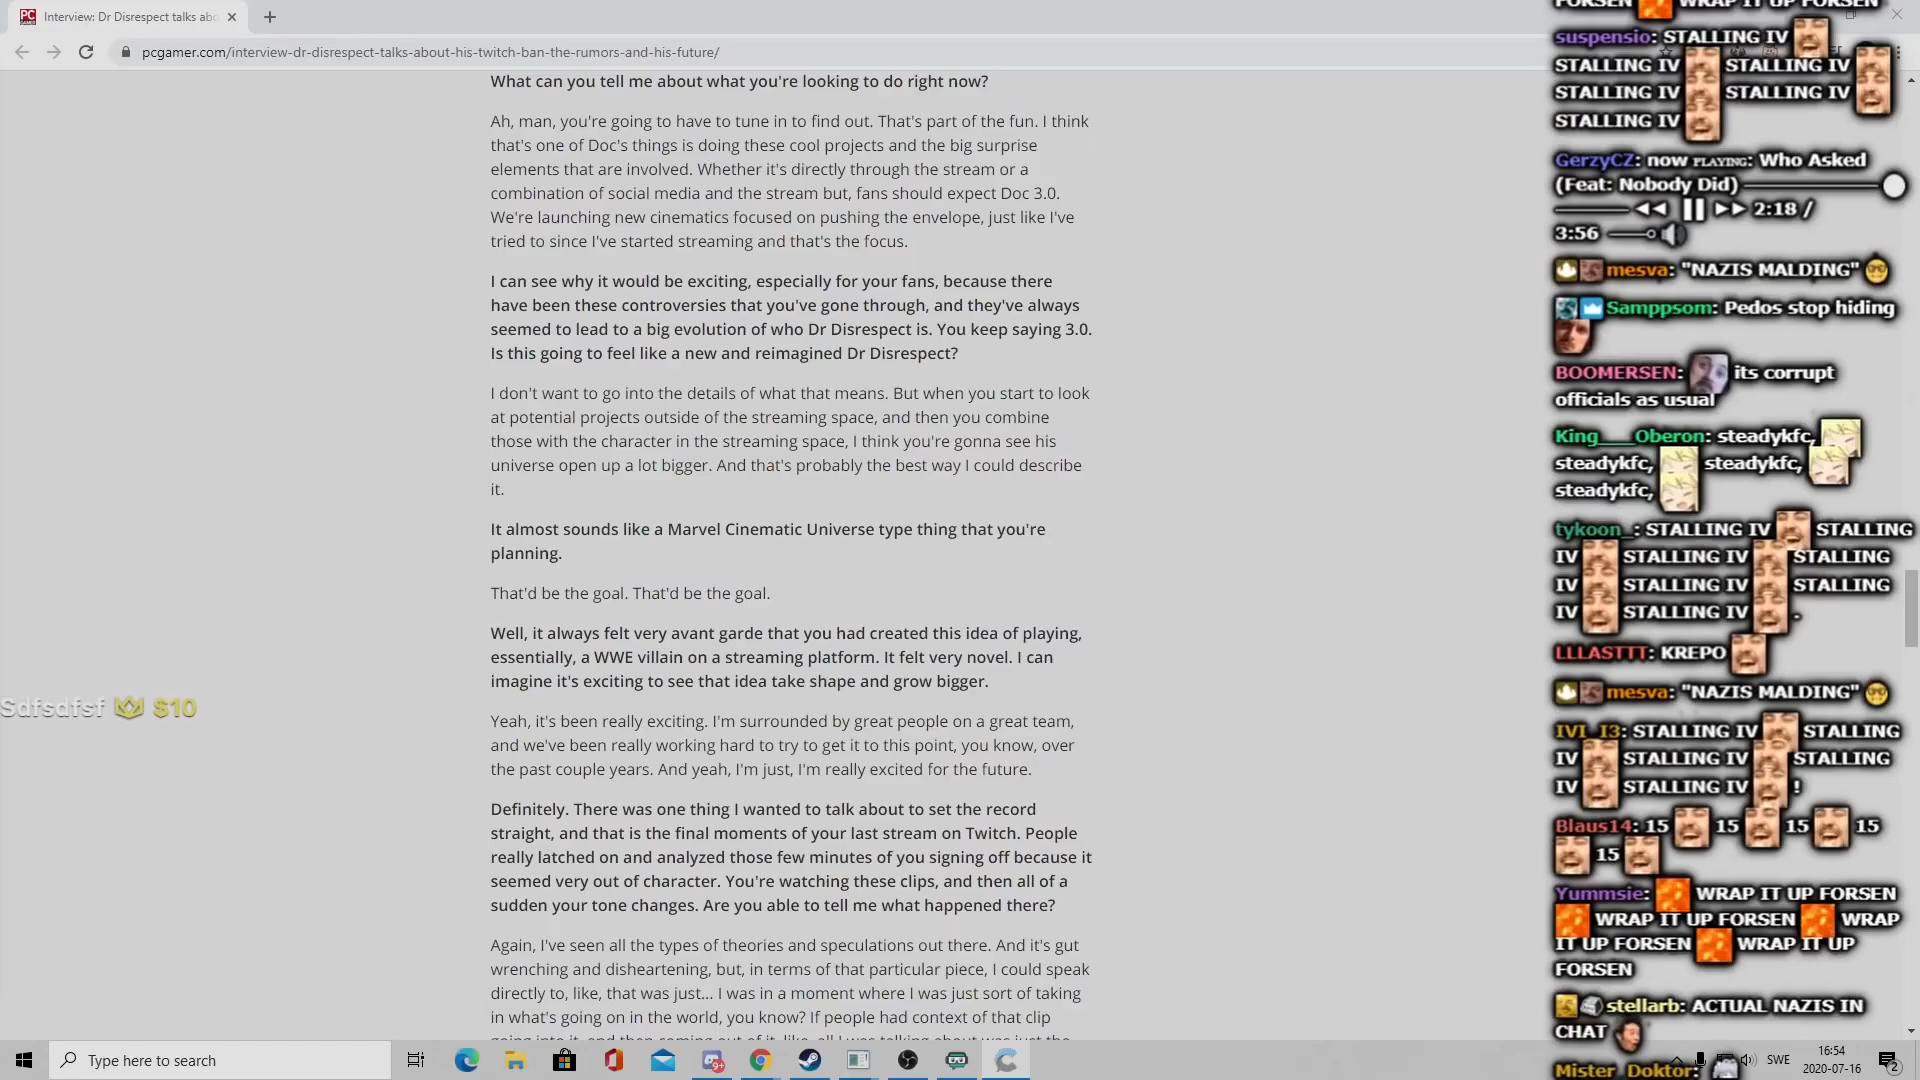 Interview: Dr Disrespect talks abo
pcgamer.com/interview-dr-disrespect-talks-about-his-twitch-ban-the-rumors-and-his-future/
What can you tell me about what you're looking to do right now?
Ah, man, you're going to have to tune in to find out. That's part of the fun. I think
that's one of Doc's things is doing these cool projects and the big surprise
elements that are involved. Whether it's directly through the stream or a
combination of social media and the stream but, fans should expect Doc 3.0.
We're launching new cinematics focused on pushing the envelope, just like I've
tried to since I've started streaming and that's the focus.
I can see why it would be exciting, especially for your fans, because there
have been these controversies that you've gone through, and they've always
seemed to lead to a big evolution of who Dr Disrespect is. You keep saying 3.0.
Is this going to feel like a new and reimagined Dr Disrespect?
I don't want to go into the details of what that means. But when you start to look
at potential projects outside of the streaming space, and then you combine
those with the character in the streaming space, I think you're gonna see his
universe open up a lot bigger. And that's probably the best way I could describe
it.
It almost sounds like a Marvel Cinematic Universe type thing that you're
planning.
That'd be the goal. That'd be the goal.
Well, it always felt very avant garde that you had created this idea of playing,
essentially, a WWE villain on a streaming platform. It felt very novel. I can
imagine it's exciting to see that idea take shape and grow bigger.
Yeah, it's been really exciting. I'm surrounded by great people on a great team,
and we've been really working hard to try to get it to this point, you know, over
the past couple years. And yeah, I'm just, I'm really excited for the future.
Definitely. There was one thing I wanted to talk about to set the record
straight, and that is the final moments of your last stream on Twitch. People
really latched on and analyzed those few minutes of you signing off because it
seemed very out of character. You're watching these clips, and then all of a
sudden your tone changes. Are you able to tell me what happened there?
Again, I've seen all the types of theories and speculations out there. And it's gut
wrenching and disheartening, but, in terms of that particular piece, I could speak
directly to, like, that was just... I was in a moment where I was just sort of taking
in what's going on in the world, you know? If people had context of that clip
Sdfsdfsf $10
FORSEN WRAP IT UP FORSEN
suspensio: STALLING IV
STALLING IV STALLING IV
STALLING IV STALLING IV
STALLING IV
GerzyCZ: now PLAYING: Who Asked
(Feat: Nobody Did)
2:18 /
3:56
mesva: "NAZIS MALDING"
Samppsom: Pedos stop hiding
BOOMERSEN: its corrupt
officials as usual
King___Oberon: steadykfc,
steadykfc, steadykfc,
steadykfc,
tykoon_: STALLING IV STALLING
IV STALLING IV STALLING
IV STALLING IV STALLING
IV STALLING IV .
LLLASTTT: KREPO
mesva: "NAZIS MALDING"
IVI_I3: STALLING IV STALLING
IV STALLING IV STALLING
IV STALLING IV !
Blaus14: 15 15 15 15
15
Yummsie: WRAP IT UP FORSEN
WRAP IT UP FORSEN WRAP
IT UP FORSEN WRAP IT UP
FORSEN
stellarb: ACTUAL NAZIS IN
CHAT
Mister_Doktor:
Type here to search
9+
SWE
16:54
2020-07-16
2